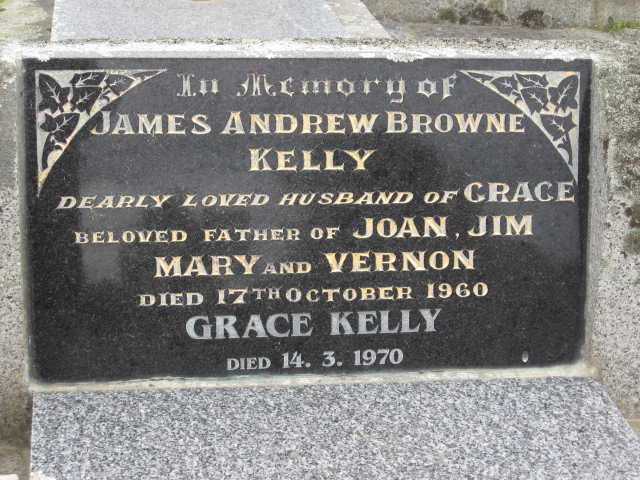 In Memory of
JAMES ANDREW BROWNE
KELLY
DEARLY LOVED HUSBAND OF GRACE
BELOVED FATHER OF JOAN, JIM
MARY AND VERNON
DIED 17TH OCTOBER 1960
GRACE KELLY
DIED 14. 3. 1970